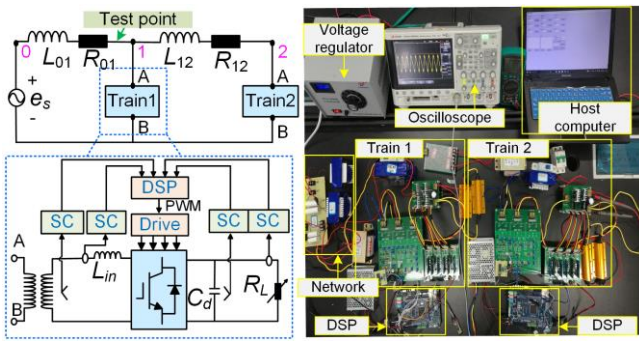 Test point
0
L01
R01
1
L12
R12
2
+
es
-
A
Train1
B
A
Train2
B
DSP
PWM
SC
SC
Drive
SC
SC
A
B
Lin
Cd
RL
Voltage
regulator
Oscilloscope
Host
computer
Train 1
Train 2
Network
DSP
DSP